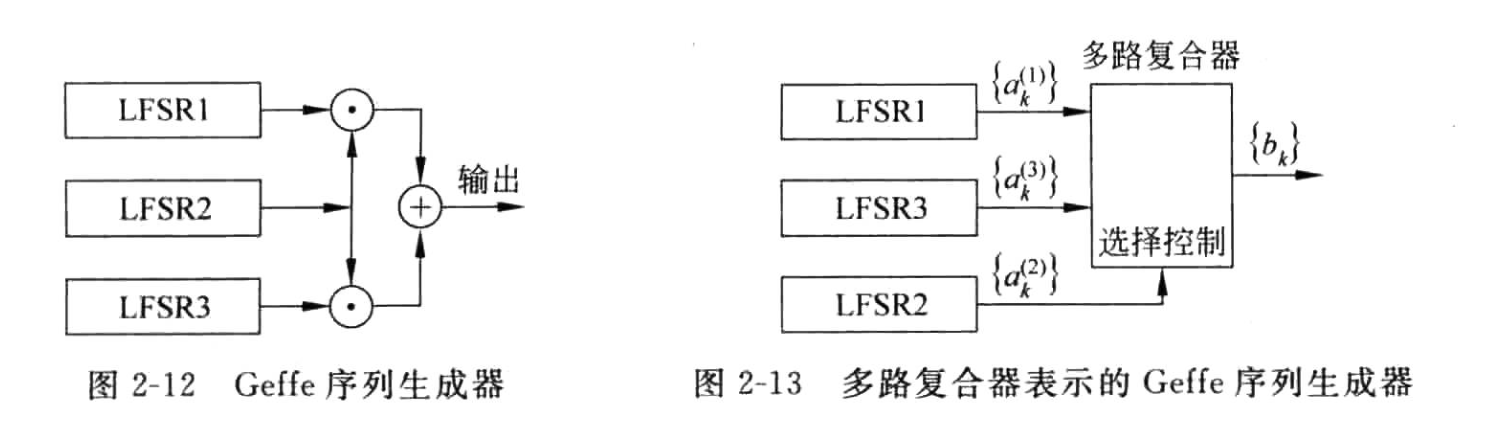 LFSR1
LFSR2
LFSR3
输出
图 2-12 Geffe 序列生成器
多路复合器
LFSR1
{a_k^(1)}
LFSR3
{a_k^(3)}
选择控制
LFSR2
{a_k^(2)}
{b_k}
图 2-13 多路复合器表示的 Geffe 序列生成器